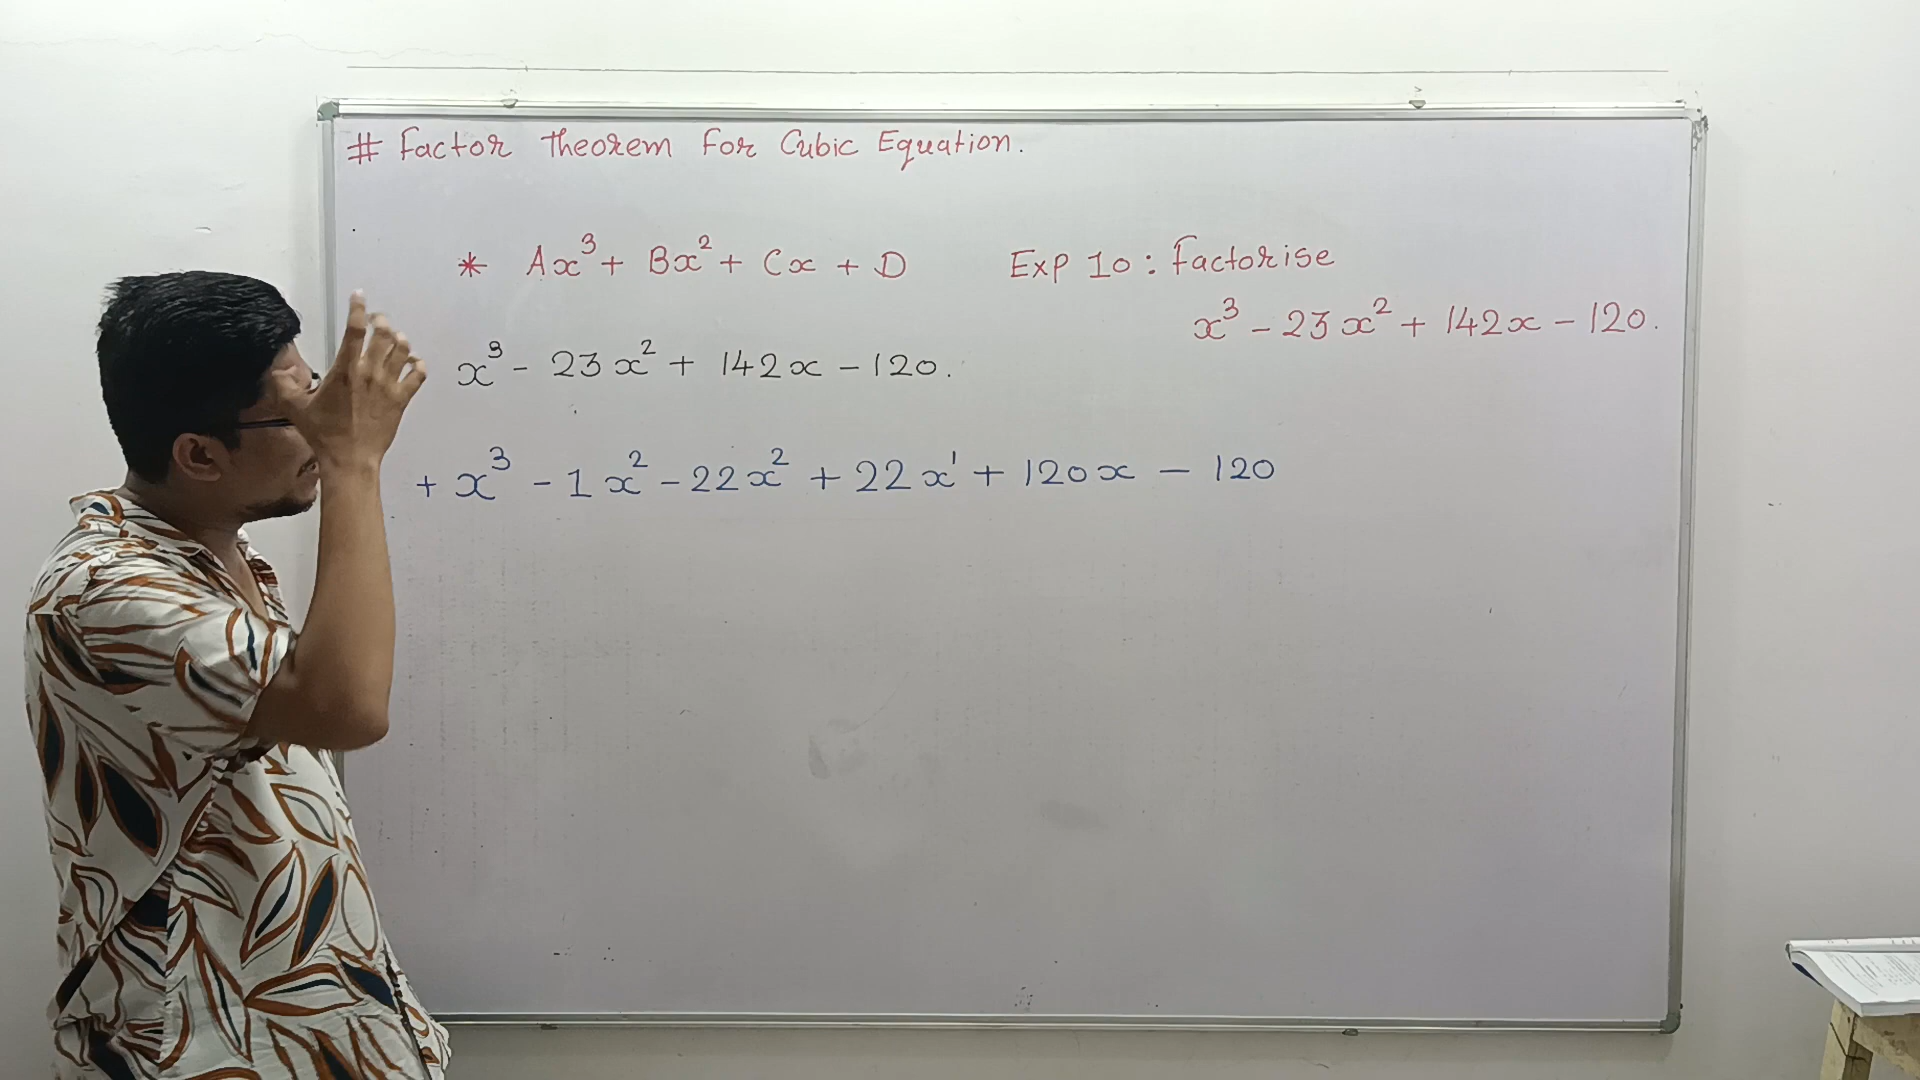 # Factor Theorem For Cubic Equation.
* Ax³ + Bx² + Cx + D
Exp 10 : Factorise
x³ - 23x² + 142x - 120.
x³ - 23x² + 142x - 120.
+ x³ - 1x² - 22x² + 22x¹ + 120x - 120